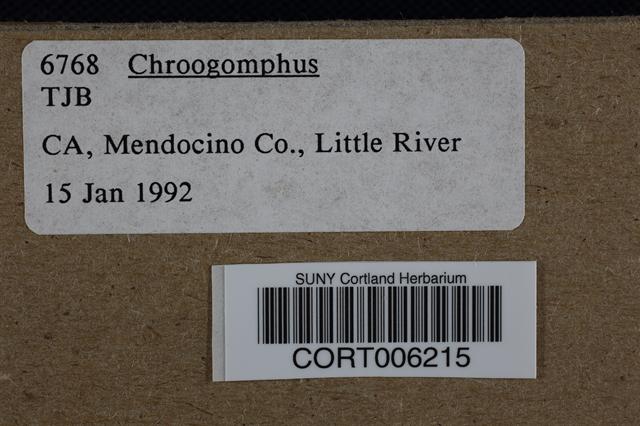 6768 Chroogomphus
TJB
CA, Mendocino Co., Little River
15 Jan 1992
SUNY Cortland Herbarium
CORT006215